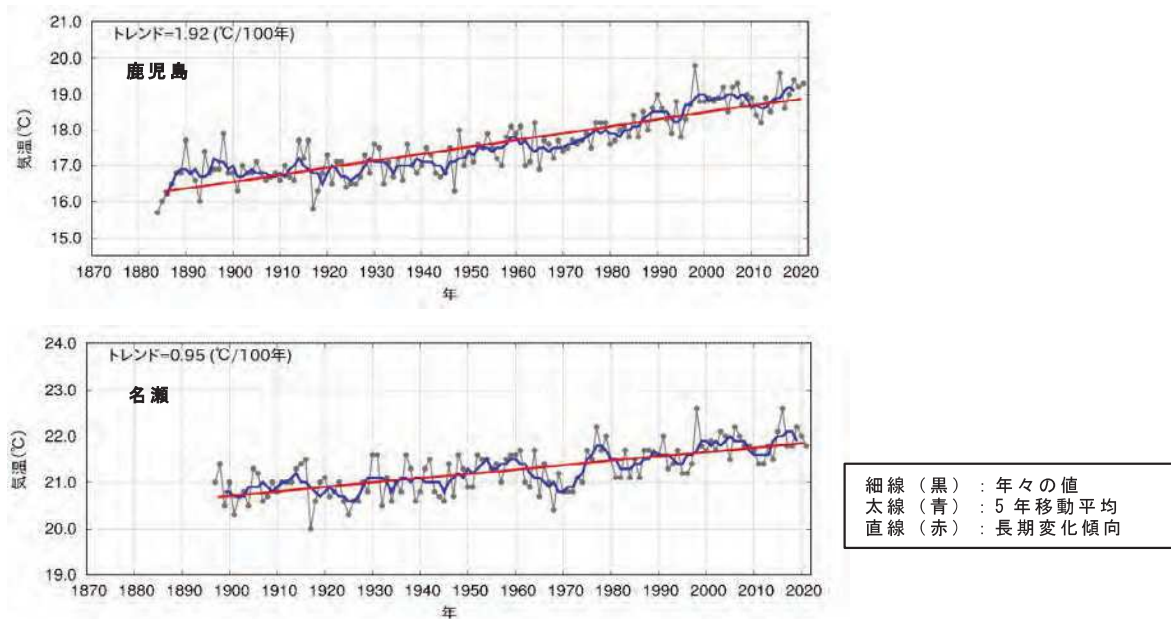 トレンド=1.92 (℃/100年)
鹿児島
気温(℃)
21.0
20.0
19.0
18.0
17.0
16.0
15.0
1870 1880 1890 1900 1910 1920 1930 1940 1950 1960 1970 1980 1990 2000 2010 2020
年
トレンド=0.95 (℃/100年)
名瀬
気温(℃)
24.0
23.0
22.0
21.0
20.0
19.0
1870 1880 1890 1900 1910 1920 1930 1940 1950 1960 1970 1980 1990 2000 2010 2020
年
細線（黒）：年々の値
太線（青）：5年移動平均
直線（赤）：長期変化傾向